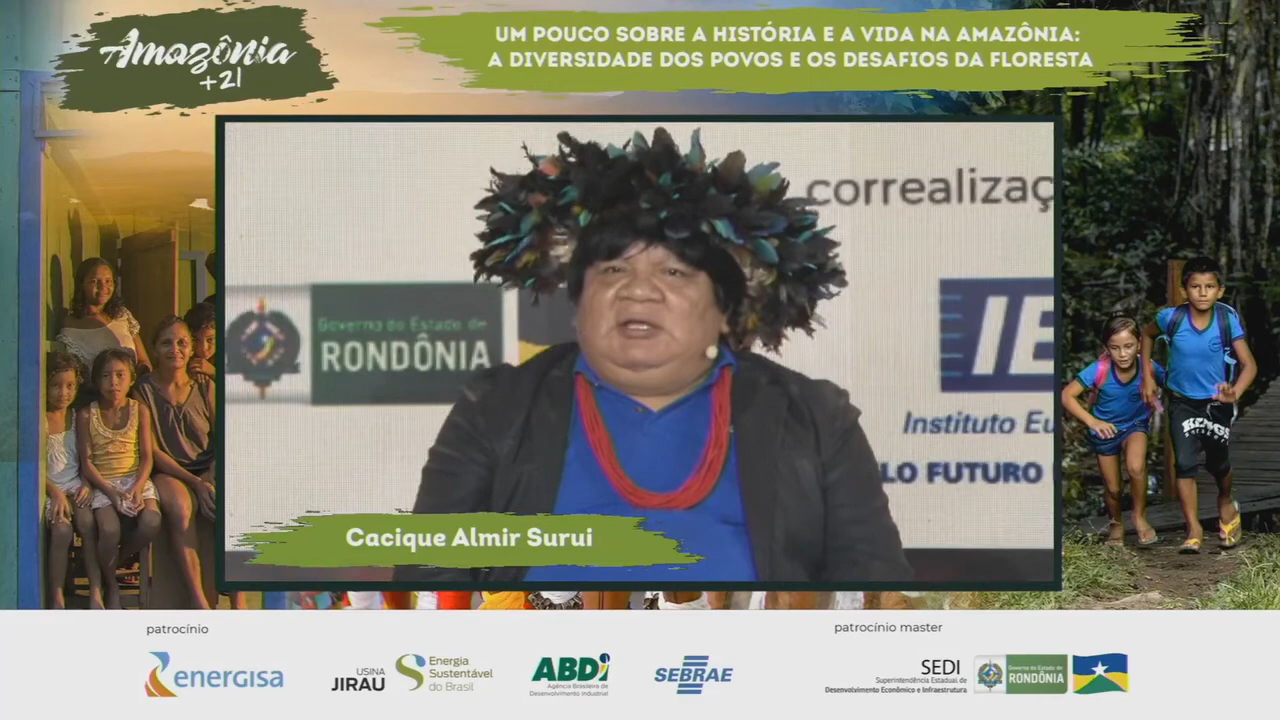 Amazônia
+21
UM POUCO SOBRE A HISTÓRIA E A VIDA NA AMAZÔNIA:
A DIVERSIDADE DOS POVOS E OS DESAFIOS DA FLORESTA
correalizaç
Governo do Estado de
RONDÔNIA
IE
Instituto Eu
LO FUTURO
KINGS
Cacique Almir Surui
patrocínio
patrocínio master
energisa
USINA
JIRAU
Energia
Sustentável
do Brasil
ABDI
Agência Brasileira de
Desenvolvimento Industrial
SEBRAE
SEDI
Superintendência Estadual de
Desenvolvimento Econômico e Infraestrutura
Governo do Estado de
RONDÔNIA